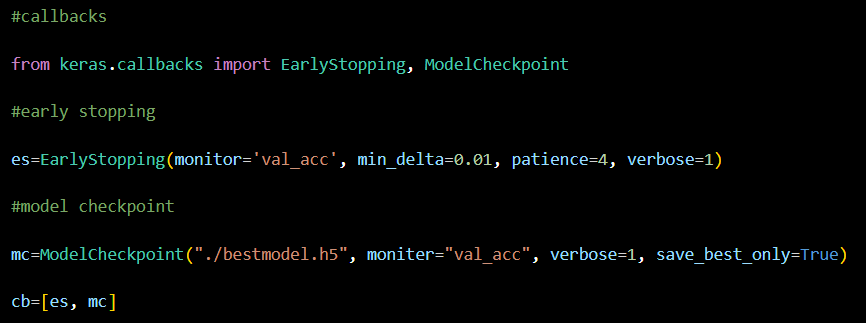 #callbacks
from keras.callbacks import EarlyStopping, ModelCheckpoint
#early stopping
es=EarlyStopping(monitor='val_acc', min_delta=0.01, patience=4, verbose=1)
#model checkpoint
mc=ModelCheckpoint("./bestmodel.h5", moniter="val_acc", verbose=1, save_best_only=True)
cb=[es, mc]